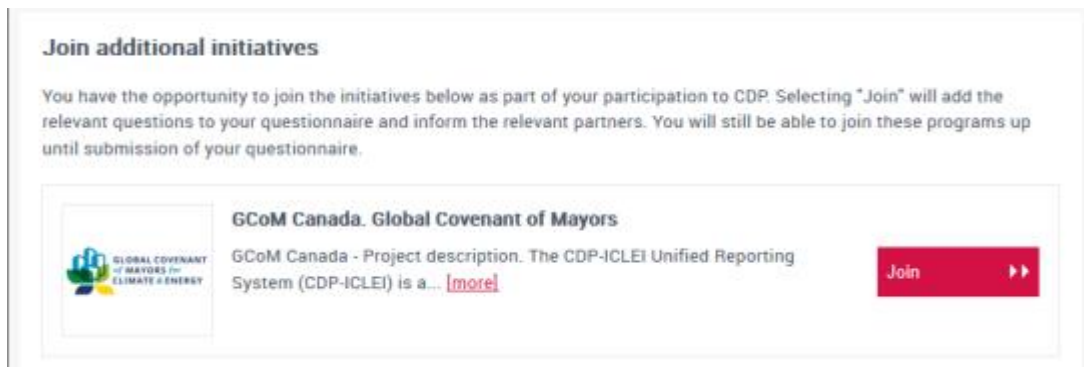 Join additional initiatives
You have the opportunity to join the initiatives below as part of your participation to CDP. Selecting "Join" will add the
relevant questions to your questionnaire and inform the relevant partners. You will still be able to join these programs up
until submission of your questionnaire.
GCoM Canada. Global Covenant of Mayors
GLOBAL COVENANT
of MAYORS for
CLIMATE & ENERGY
GCoM Canada - Project description. The CDP-ICLEI Unified Reporting
System (CDP-ICLEI) is a... [more]
Join